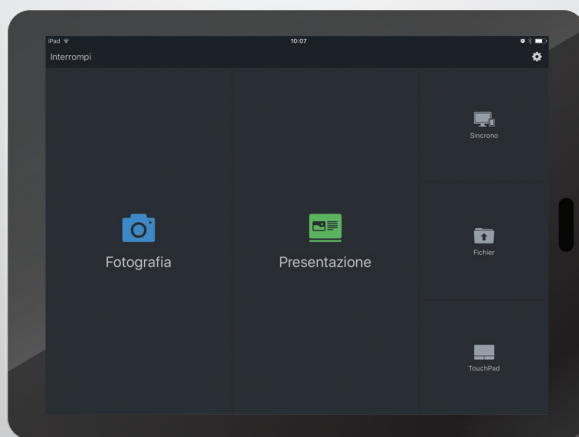 iPad
10:07
Interrompi
Fotografia
Presentazione
Sincrono
Fichier
TouchPad